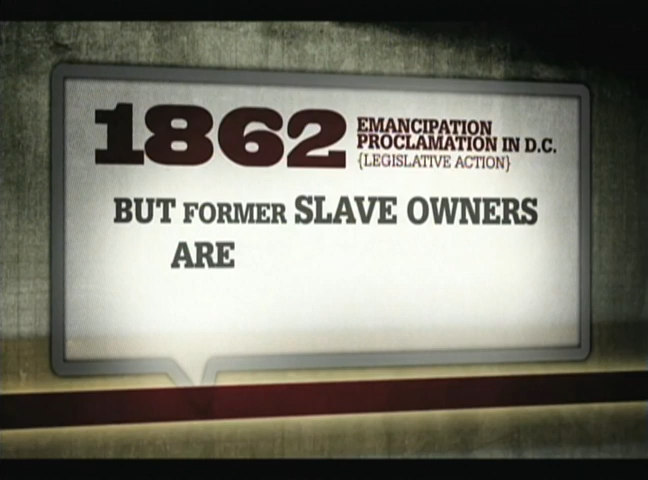 1862
EMANCIPATION
PROCLAMATION IN D.C.
{LEGISLATIVE ACTION}
BUT FORMER SLAVE OWNERS
ARE